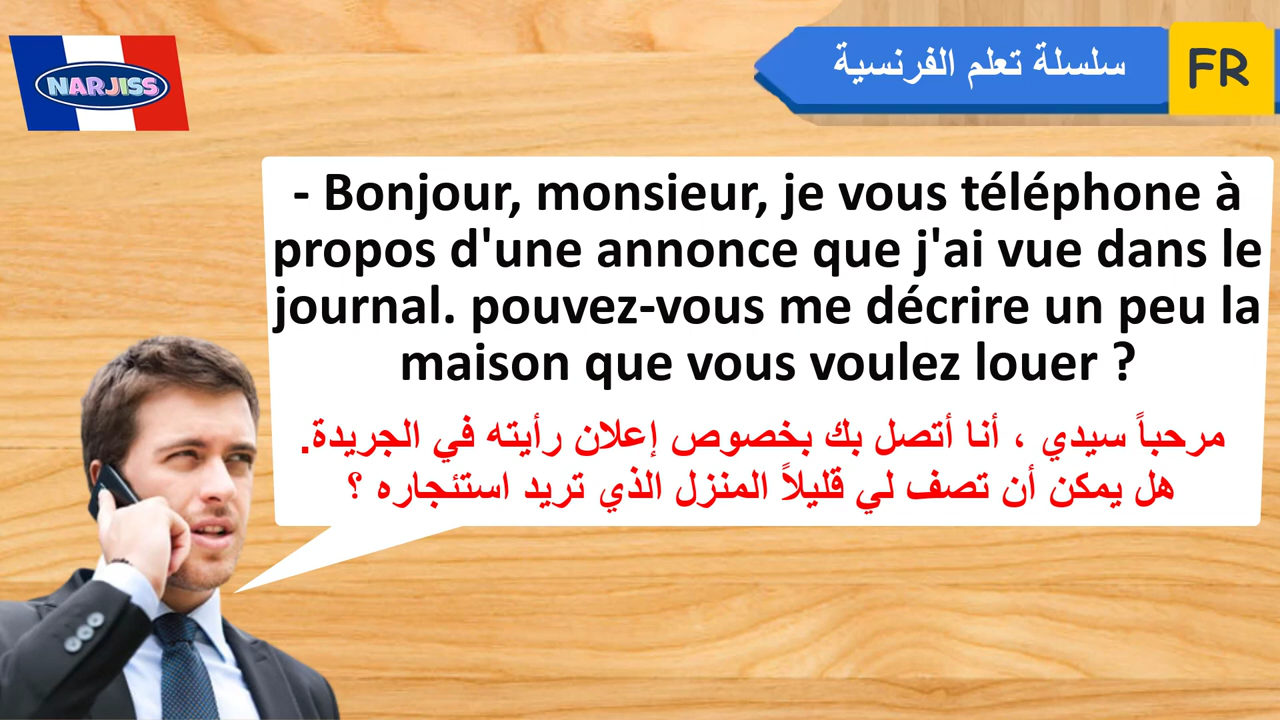 NARJISS
سلسلة تعلم الفرنسية
FR
- Bonjour, monsieur, je vous téléphone à
propos d'une annonce que j'ai vue dans le
journal. pouvez-vous me décrire un peu la
maison que vous voulez louer ?
مرحباً سيدي ، أنا أتصل بك بخصوص إعلان رأيته في الجريدة.
هل يمكن أن تصف لي قليلاً المنزل الذي تريد استئجاره ؟